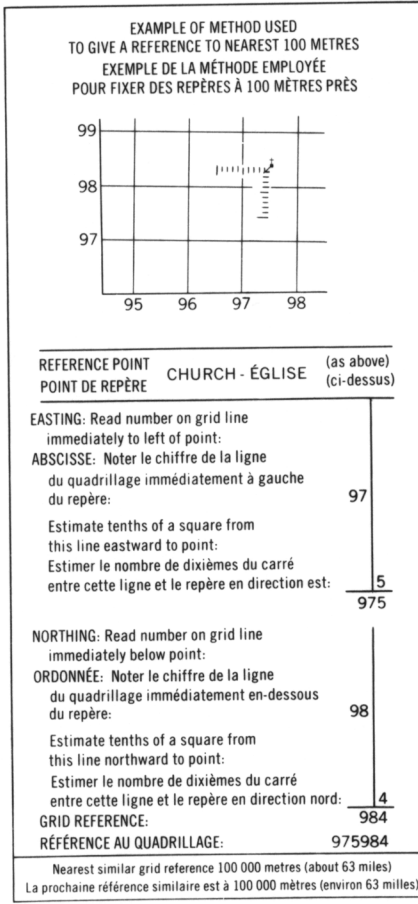 EXAMPLE OF METHOD USED
TO GIVE A REFERENCE TO NEAREST 100 METRES
EXEMPLE DE LA MÉTHODE EMPLOYÉE
POUR FIXER DES REPÈRES À 100 MÈTRES PRÈS
99
98
97
95 96 97 98
REFERENCE POINT
POINT DE REPÈRE
CHURCH - ÉGLISE
(as above)
(ci-dessus)
EASTING: Read number on grid line
immediately to left of point:
ABSCISSE: Noter le chiffre de la ligne
du quadrillage immédiatement à gauche
du repère: 97
Estimate tenths of a square from
this line eastward to point:
Estimer le nombre de dixièmes du carré
entre cette ligne et le repère en direction est: 5
975
NORTHING: Read number on grid line
immediately below point:
ORDONNÉE: Noter le chiffre de la ligne
du quadrillage immédiatement en-dessous
du repère: 98
Estimate tenths of a square from
this line northward to point:
Estimer le nombre de dixièmes du carré
entre cette ligne et le repère en direction nord: 4
GRID REFERENCE: 984
RÉFÉRENCE AU QUADRILLAGE: 975984
Nearest similar grid reference 100 000 metres (about 63 miles)
La prochaine référence similaire est à 100 000 mètres (environ 63 milles)